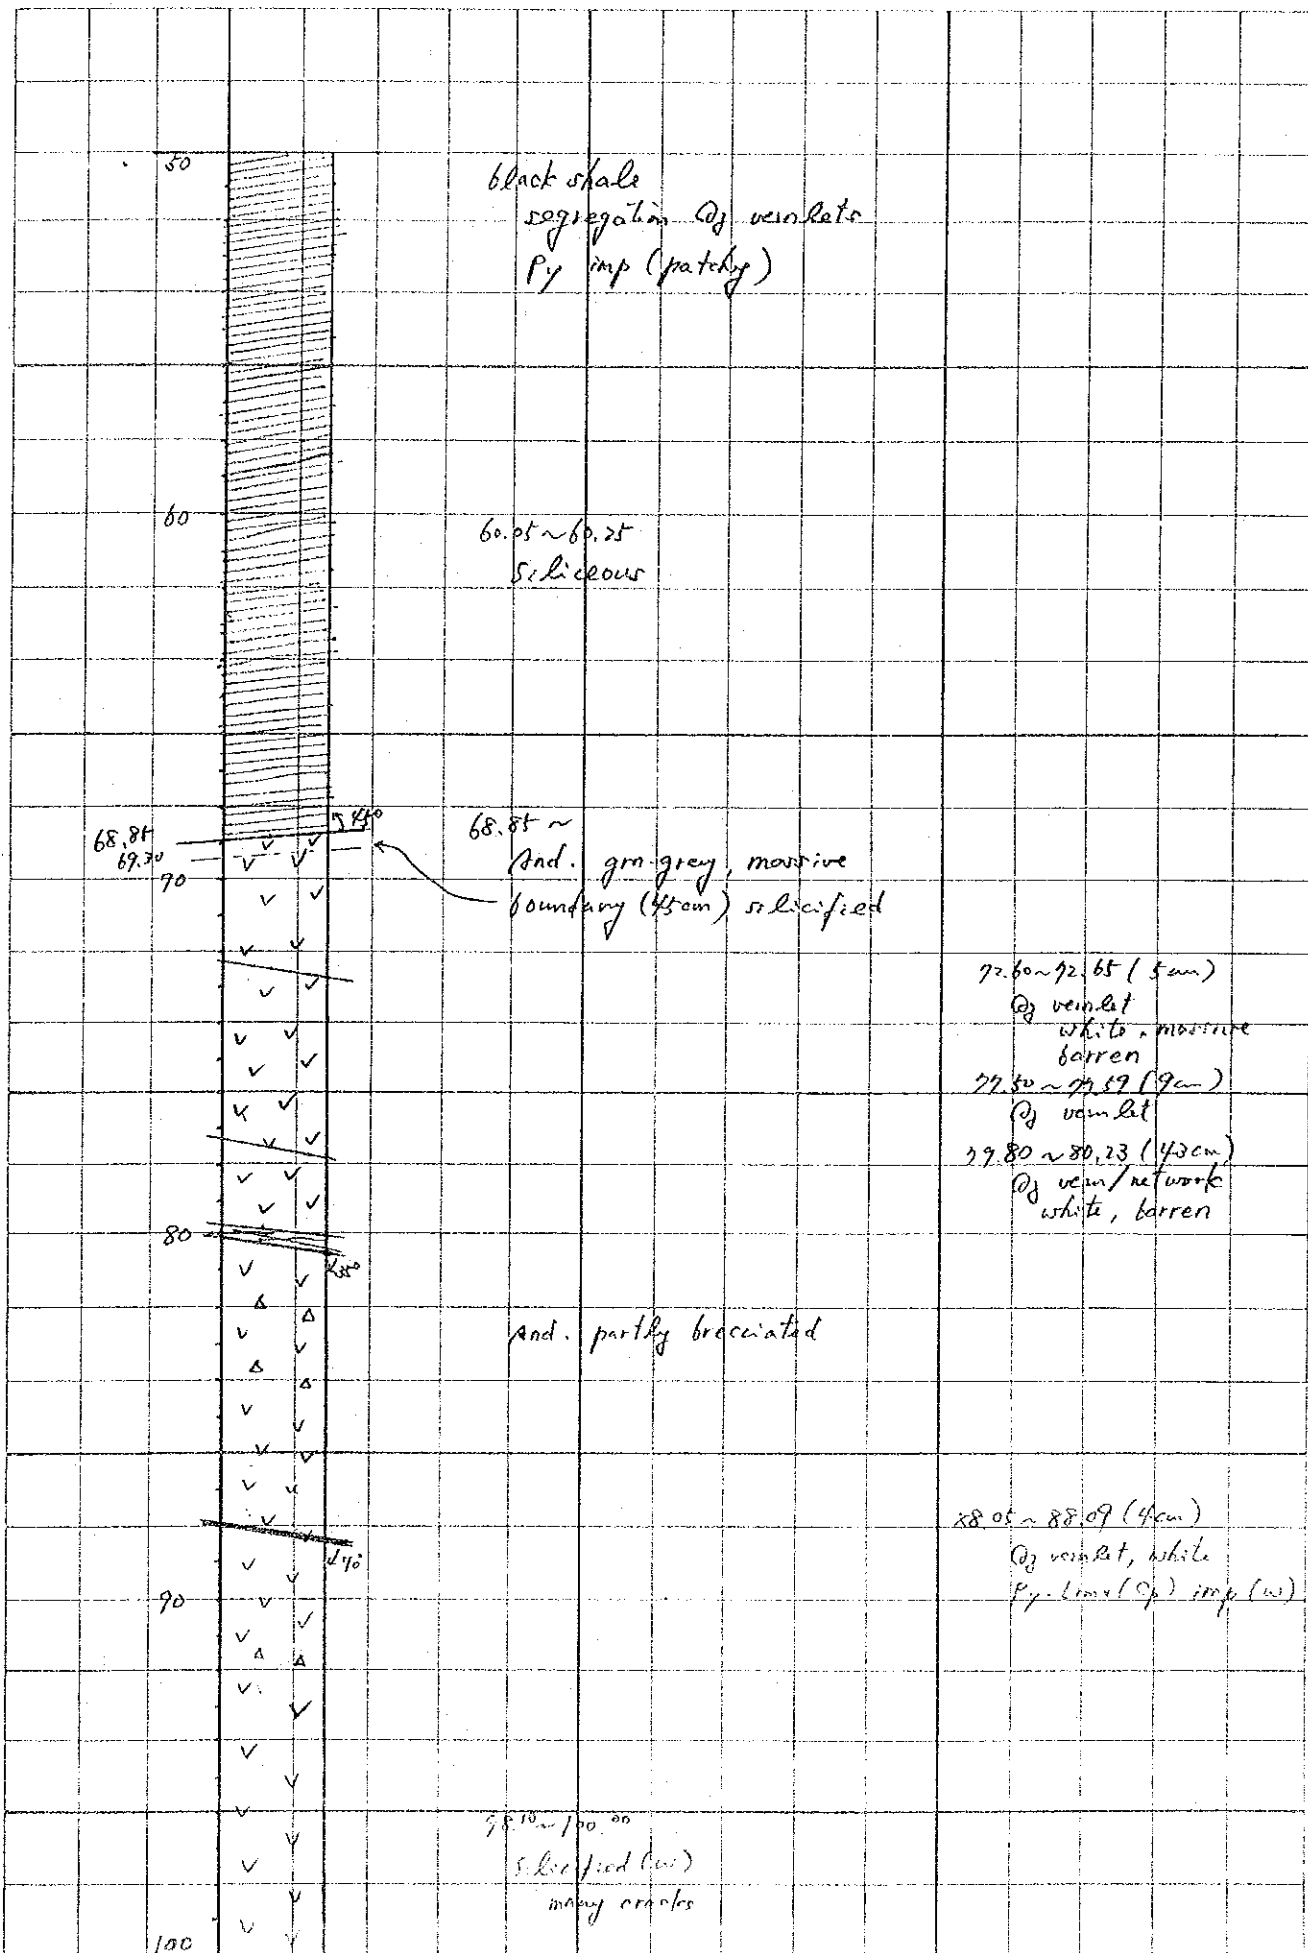 50
black shale
segregation Qz veinlets
Py imp (patchy)
60
60.05~60.25
Siliceous
45°
68.85
69.30
70
68.85 ~
And. grn-grey, massive
boundary (45cm) silicified
72.60~72.65 (5cm)
Qz veinlet
white, massive
barren
77.50~77.59 (9cm)
Qz veinlet
79.80~80.23 (43cm)
Qz vein/network
white, barren
80
35°
And. partly brecciated
88.05~88.09 (4cm)
Qz veinlet, white
Py- (Cp) imp (w)
40°
90
98.10~100.00
Silicified (w)
many cracks
100